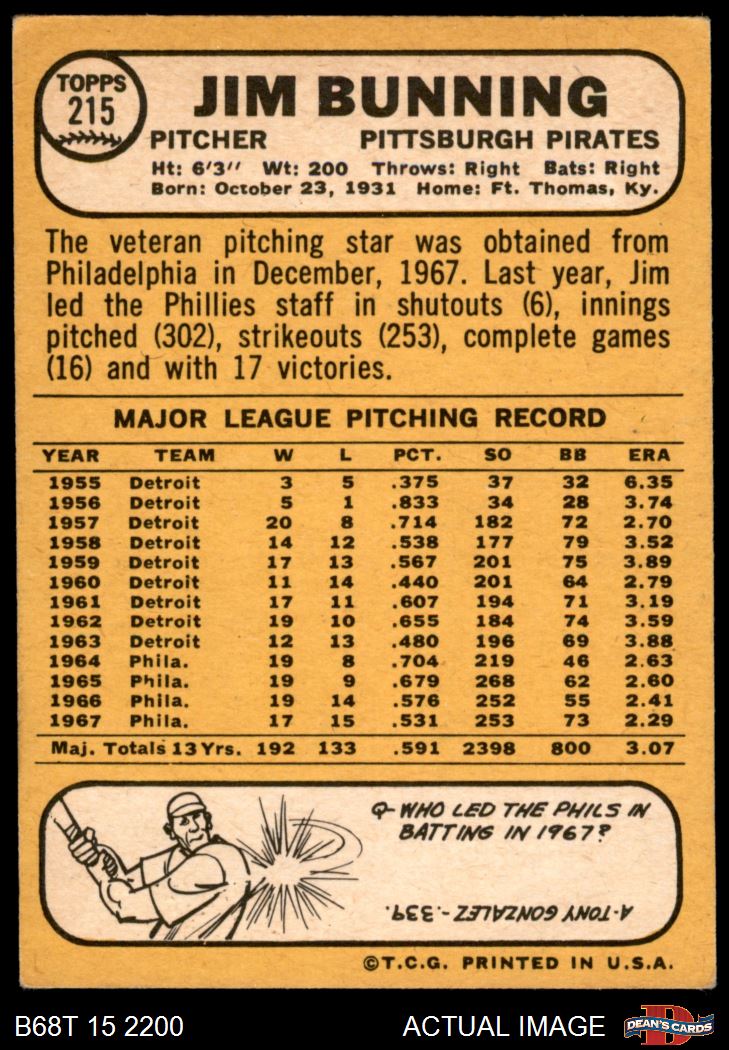 TOPPS
215
JIM BUNNING
PITCHER PITTSBURGH PIRATES
Ht: 6'3'' Wt: 200 Throws: Right Bats: Right
Born: October 23, 1931 Home: Ft. Thomas, Ky.
The veteran pitching star was obtained from
Philadelphia in December, 1967. Last year, Jim
led the Phillies staff in shutouts (6), innings
pitched (302), strikeouts (253), complete games
(16) and with 17 victories.
MAJOR LEAGUE PITCHING RECORD
YEAR TEAM W L PCT. SO BB ERA
1955 Detroit 3 5 .375 37 32 6.35
1956 Detroit 5 1 .833 34 28 3.74
1957 Detroit 20 8 .714 182 72 2.70
1958 Detroit 14 12 .538 177 79 3.52
1959 Detroit 17 13 .567 201 75 3.89
1960 Detroit 11 14 .440 201 64 2.79
1961 Detroit 17 11 .607 194 71 3.19
1962 Detroit 19 10 .655 184 74 3.59
1963 Detroit 12 13 .480 196 69 3.88
1964 Phila. 19 8 .704 219 46 2.63
1965 Phila. 19 9 .679 268 62 2.60
1966 Phila. 19 14 .576 252 55 2.41
1967 Phila. 17 15 .531 253 73 2.29
Maj. Totals 13 Yrs. 192 133 .591 2398 800 3.07
Q- WHO LED THE PHILS IN
BATTING IN 1967?
A-TONY GONZALEZ-.339.
©T.C.G. PRINTED IN U.S.A.
B68T 15 2200 ACTUAL IMAGE
DEAN'S CARDS